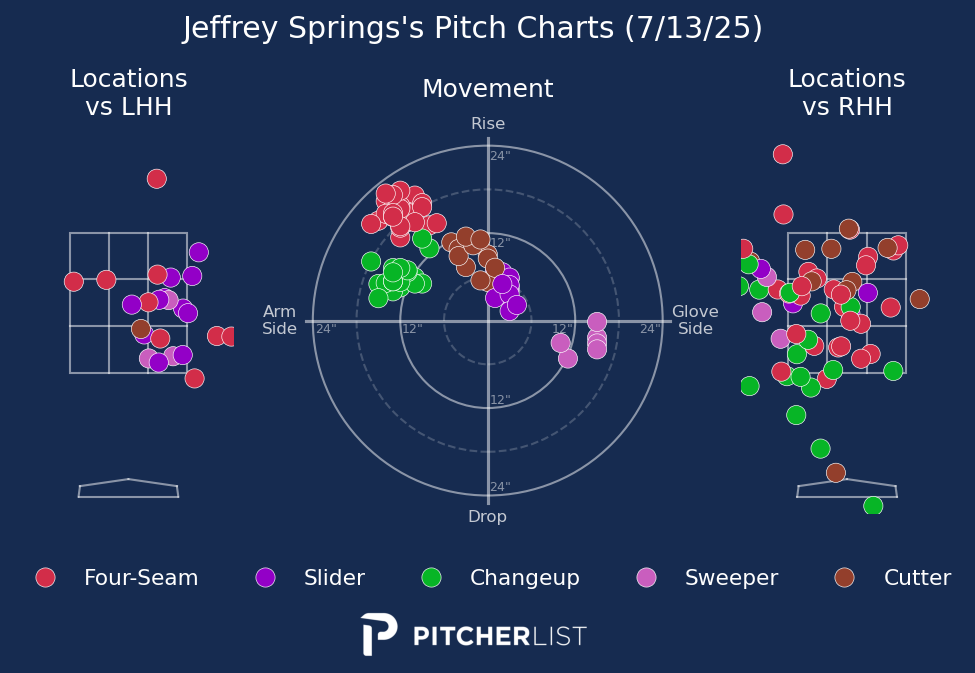 Jeffrey Springs's Pitch Charts (7/13/25)
Locations
vs LHH
Movement
Locations
vs RHH
Rise
24"
12"
Arm
Side
24"
12"
12"
24"
Glove
Side
12"
24"
Drop
Four-Seam
Slider
Changeup
Sweeper
Cutter
PITCHERLIST